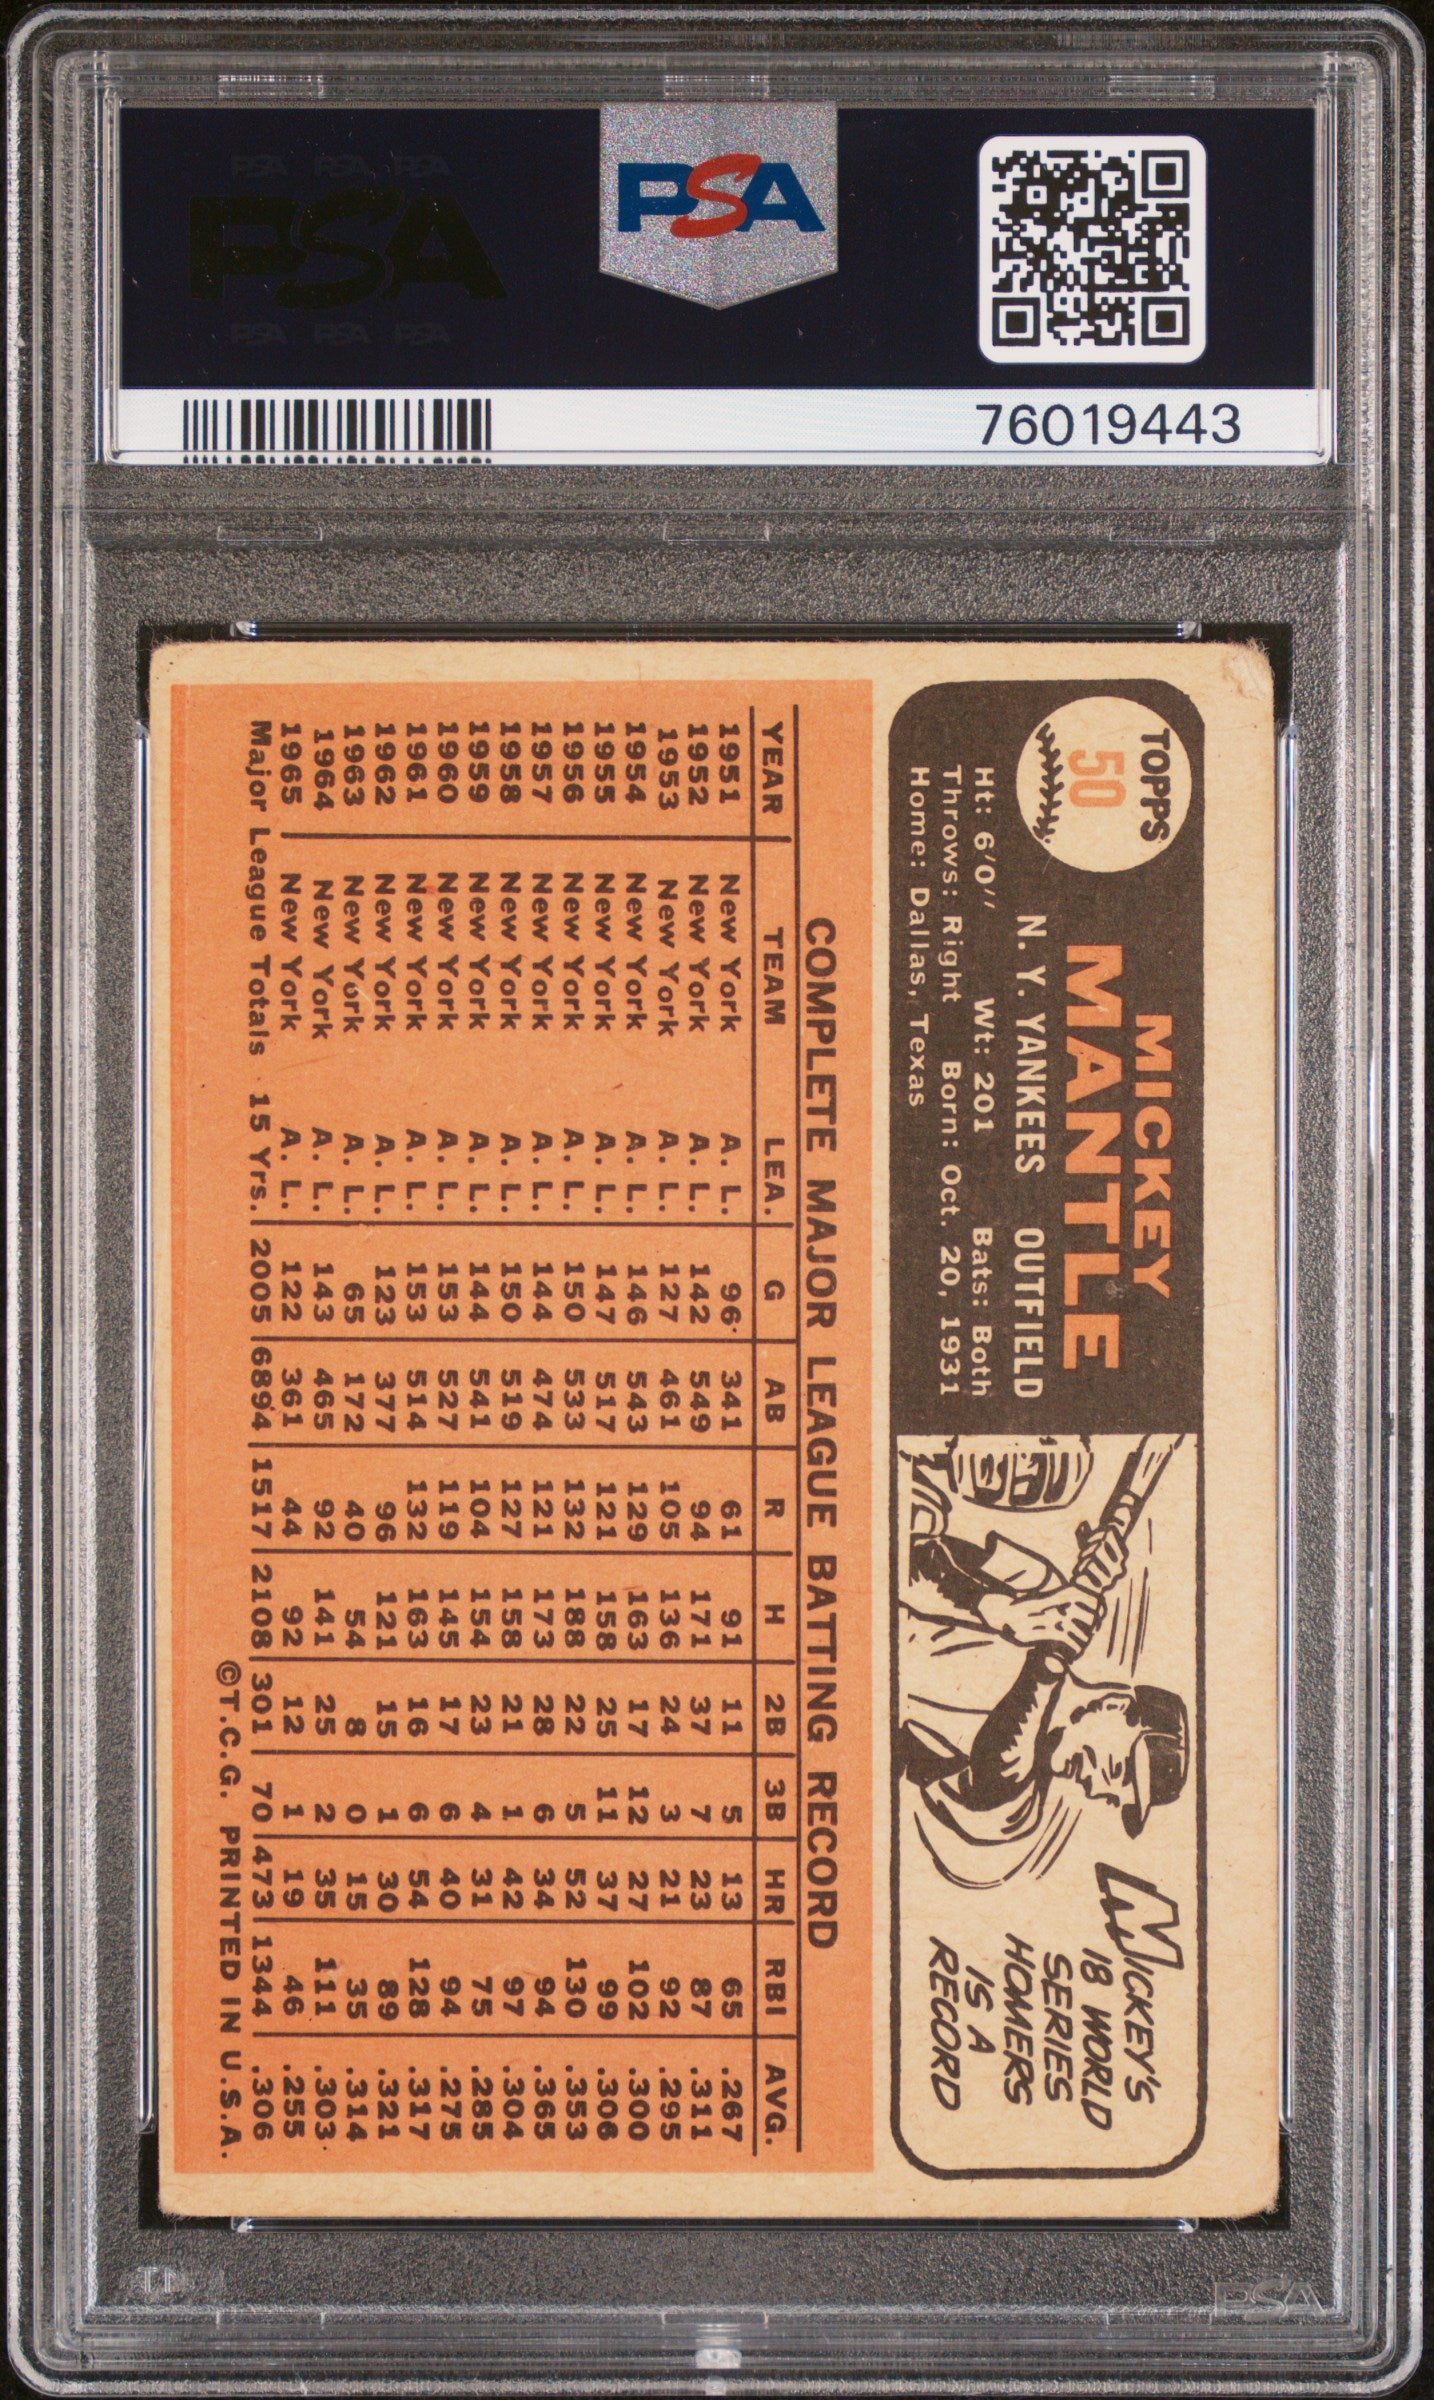 PSA PSA PSA
PSA
PSA PSA PSA
PSA
76019443
TOPPS
50
MICKEY
MANTLE
N. Y. YANKEES OUTFIELD
Ht: 6'0" Wt: 201 Bats: Both
Throws: Right Born: Oct. 20, 1931
Home: Dallas, Texas
MICKEY'S
18 WORLD
SERIES
HOMERS
IS A
RECORD
COMPLETE MAJOR LEAGUE BATTING RECORD
YEAR TEAM LEA. G AB R H 2B 3B HR RBI AVG.
1951 New York A. L. 96 341 61 91 11 5 13 65 .267
1952 New York A. L. 142 549 94 171 37 7 23 87 .311
1953 New York A. L. 127 461 105 136 24 3 21 92 .295
1954 New York A. L. 146 543 129 163 17 12 27 102 .300
1955 New York A. L. 147 517 121 158 25 11 37 99 .306
1956 New York A. L. 150 533 132 188 22 5 52 130 .353
1957 New York A. L. 144 474 121 173 28 6 34 94 .365
1958 New York A. L. 150 519 127 158 21 1 42 97 .304
1959 New York A. L. 144 541 104 154 23 4 31 75 .285
1960 New York A. L. 153 527 119 145 17 6 40 94 .275
1961 New York A. L. 153 514 132 163 16 6 54 128 .317
1962 New York A. L. 123 377 96 121 15 1 30 89 .321
1963 New York A. L. 65 172 40 54 8 0 15 35 .314
1964 New York A. L. 143 465 92 141 25 2 35 111 .303
1965 New York A. L. 122 361 44 92 12 1 19 46 .255
Major League Totals 15 Yrs. 2005 6894 1517 2108 301 70 473 1344 .306
©T.C.G. PRINTED IN U.S.A.
PSA